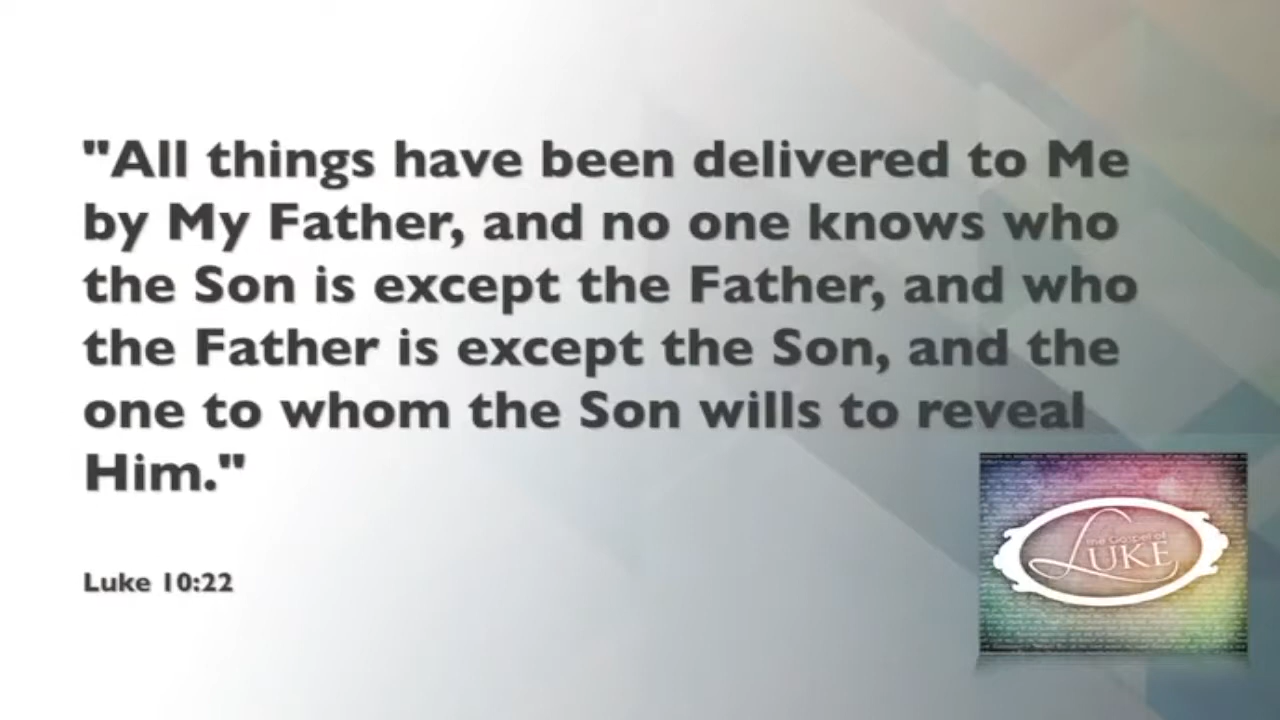 "All things have been delivered to Me
by My Father, and no one knows who
the Son is except the Father, and who
the Father is except the Son, and the
one to whom the Son wills to reveal
Him."
Luke 10:22
the Gospel of
LUKE